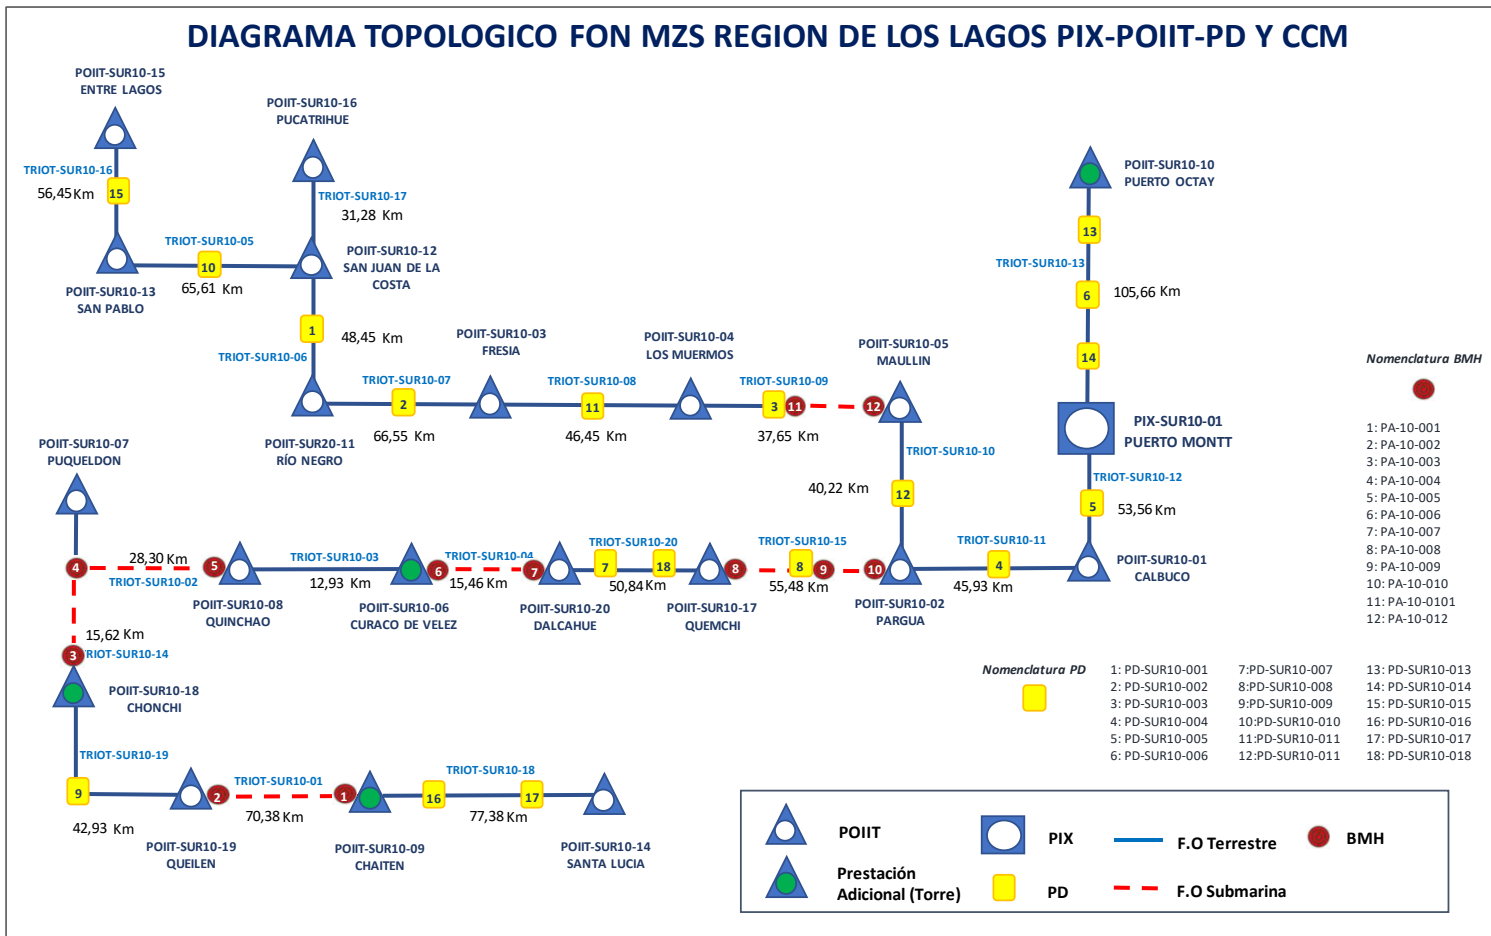 DIAGRAMA TOPOLOGICO FON MZS REGION DE LOS LAGOS PIX-POIIT-PD Y CCM
POIIT-SUR10-15
ENTRE LAGOS
TRIOT-SUR10-16
56,45 Km
15
POIIT-SUR10-13
SAN PABLO
TRIOT-SUR10-05
10
65,61 Km
POIIT-SUR10-16
PUCATRIHUE
TRIOT-SUR10-17
31,28 Km
POIIT-SUR10-12
SAN JUAN DE LA
COSTA
1
48,45 Km
TRIOT-SUR10-06
POIIT-SUR20-11
RÍO NEGRO
TRIOT-SUR10-07
2
66,55 Km
POIIT-SUR10-03
FRESIA
TRIOT-SUR10-08
11
46,45 Km
POIIT-SUR10-04
LOS MUERMOS
TRIOT-SUR10-09
3
11
12
37,65 Km
POIIT-SUR10-05
MAULLIN
TRIOT-SUR10-10
40,22 Km
12
POIIT-SUR10-10
PUERTO OCTAY
13
TRIOT-SUR10-13
6
105,66 Km
14
PIX-SUR10-01
PUERTO MONTT
TRIOT-SUR10-12
5
53,56 Km
POIIT-SUR10-01
CALBUCO
TRIOT-SUR10-11
4
45,93 Km
POIIT-SUR10-02
PARGUA
TRIOT-SUR10-15
8
8
9
10
55,48 Km
POIIT-SUR10-17
QUEMCHI
TRIOT-SUR10-20
7
18
50,84 Km
POIIT-SUR10-20
DALCAHUE
TRIOT-SUR10-04
6
7
15,46 Km
POIIT-SUR10-06
CURACO DE VELEZ
TRIOT-SUR10-03
12,93 Km
POIIT-SUR10-08
QUINCHAO
POIIT-SUR10-07
PUQUELDON
28,30 Km
4
5
TRIOT-SUR10-02
15,62 Km
3
TRIOT-SUR10-14
POIIT-SUR10-18
CHONCHI
TRIOT-SUR10-19
9
42,93 Km
POIIT-SUR10-19
QUEILEN
TRIOT-SUR10-01
2
1
70,38 Km
POIIT-SUR10-09
CHAITEN
TRIOT-SUR10-18
16
17
77,38 Km
POIIT-SUR10-14
SANTA LUCIA
Nomenclatura BMH
1: PA-10-001
2: PA-10-002
3: PA-10-003
4: PA-10-004
5: PA-10-005
6: PA-10-006
7: PA-10-007
8: PA-10-008
9: PA-10-009
10: PA-10-010
11: PA-10-0101
12: PA-10-012
Nomenclatura PD
1: PD-SUR10-001
2: PD-SUR10-002
3: PD-SUR10-003
4: PD-SUR10-004
5: PD-SUR10-005
6: PD-SUR10-006
7:PD-SUR10-007
8:PD-SUR10-008
9:PD-SUR10-009
10:PD-SUR10-010
11:PD-SUR10-011
12:PD-SUR10-011
13: PD-SUR10-013
14: PD-SUR10-014
15: PD-SUR10-015
16: PD-SUR10-016
17: PD-SUR10-017
18: PD-SUR10-018
POIIT
PIX
F.O Terrestre
BMH
Prestación
Adicional (Torre)
PD
F.O Submarina